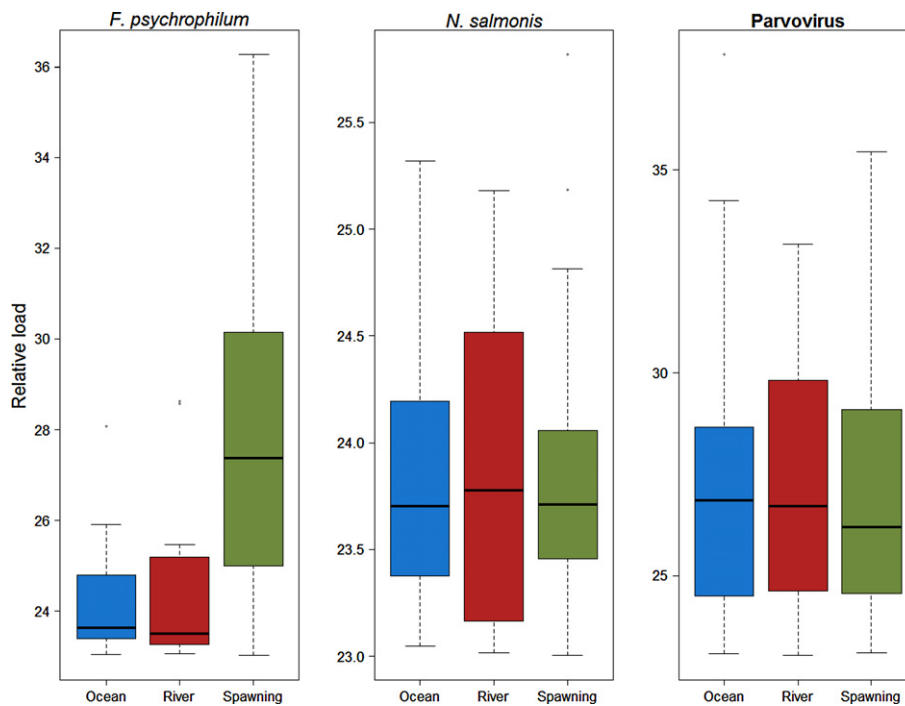 F. psychrophilum
N. salmonis
Parvovirus
Relative load
36
34
32
30
28
26
24
25.5
25.0
24.5
24.0
23.5
23.0
35
30
25
Ocean River Spawning
Ocean River Spawning
Ocean River Spawning